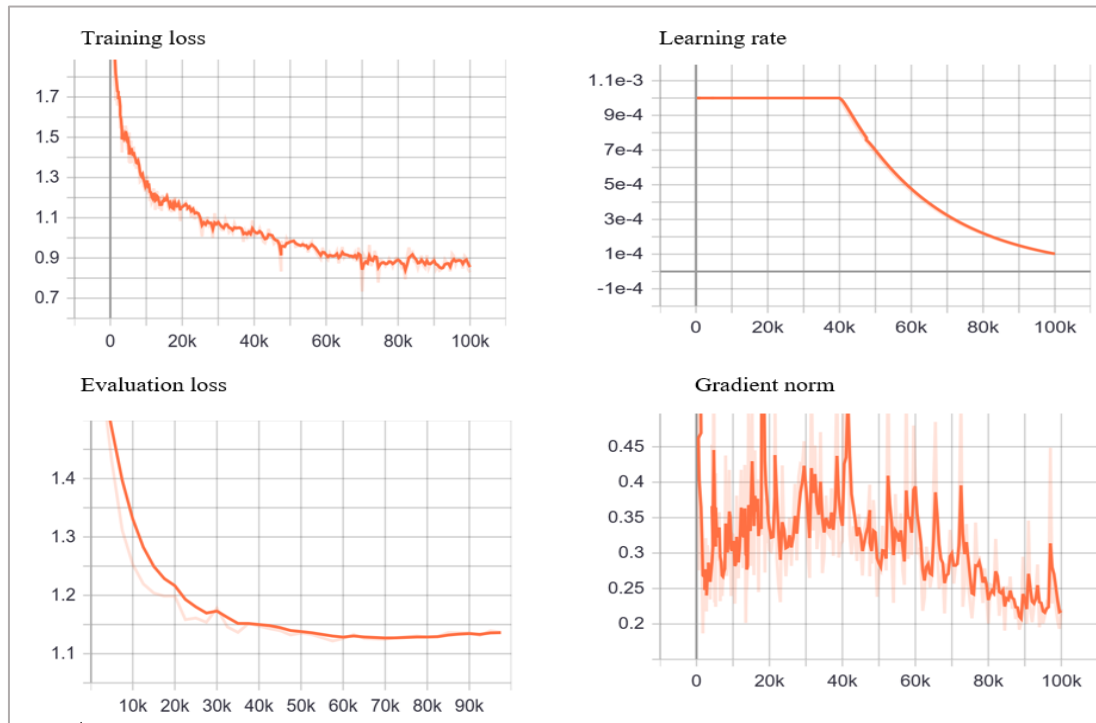 Training loss
1.7
1.5
1.3
1.1
0.9
0.7
0 20k 40k 60k 80k 100k
Learning rate
1.1e-3
9e-4
7e-4
5e-4
3e-4
1e-4
-1e-4
0 20k 40k 60k 80k 100k
Evaluation loss
1.4
1.3
1.2
1.1
10k 20k 30k 40k 50k 60k 70k 80k 90k
Gradient norm
0.45
0.4
0.35
0.3
0.25
0.2
0 20k 40k 60k 80k 100k